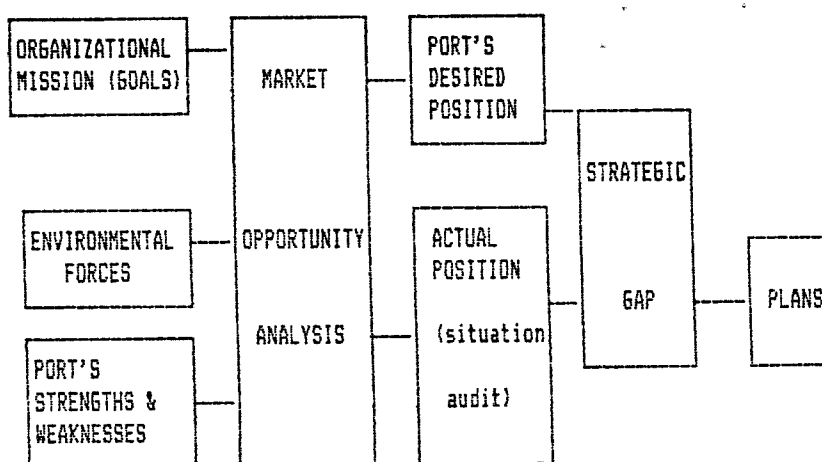 ORGANIZATIONAL
MISSION (GOALS)
ENVIRONMENTAL
FORCES
PORT'S
STRENGTHS &
WEAKNESSES
MARKET
OPPORTUNITY
ANALYSIS
PORT'S
DESIRED
POSITION
ACTUAL
POSITION
(situation
audit)
STRATEGIC
GAP
PLANS